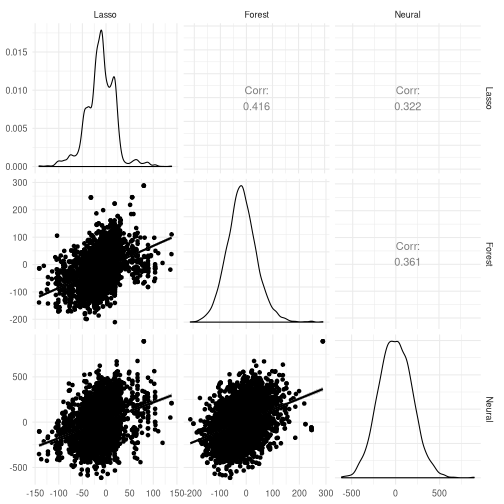 Lasso Forest Neural
0.015
0.010
0.005
0.000
Corr:
0.416
Corr:
0.322
Lasso
300
200
100
0
-100
-200
Corr:
0.361
Forest
500
0
-500
Neural
-150 -100 -50 0 50 100 150 -200 -100 0 100 200 300 -500 0 500